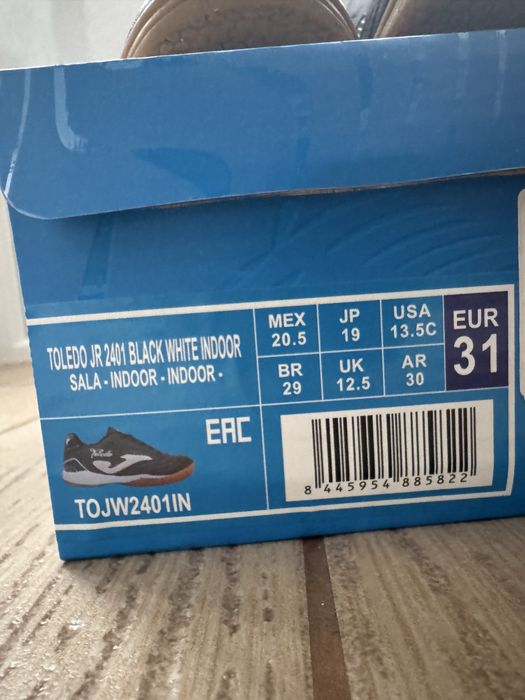 TOLEDO JR 2401 BLACK WHITE INDOOR
SALA - INDOOR - INDOOR -
MEX
20.5
JP
19
USA
13.5C
EUR
31
BR
29
UK
12.5
AR
30
EAC
TOJW2401IN
8 445954 885822